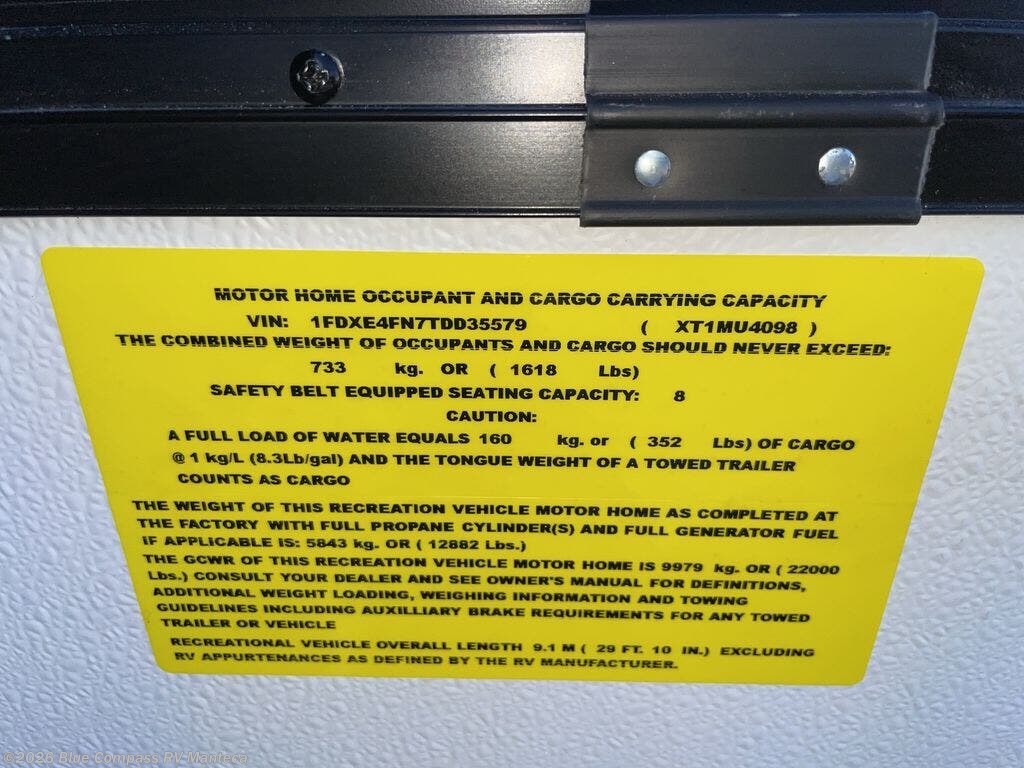 MOTOR HOME OCCUPANT AND CARGO CARRYING CAPACITY
VIN: 1FDXE4FN7TDD35579 ( XT1MU4098 )
THE COMBINED WEIGHT OF OCCUPANTS AND CARGO SHOULD NEVER EXCEED:
733 kg. OR ( 1618 Lbs)
SAFETY BELT EQUIPPED SEATING CAPACITY: 8
CAUTION:
A FULL LOAD OF WATER EQUALS 160 kg. or ( 352 Lbs) OF CARGO
@ 1 kg/L (8.3Lb/gal) AND THE TONGUE WEIGHT OF A TOWED TRAILER
COUNTS AS CARGO
THE WEIGHT OF THIS RECREATION VEHICLE MOTOR HOME AS COMPLETED AT
THE FACTORY WITH FULL PROPANE CYLINDER(S) AND FULL GENERATOR FUEL
IF APPLICABLE IS: 5843 kg. OR ( 12882 Lbs.)
THE GCWR OF THIS RECREATION VEHICLE MOTOR HOME IS 9979 kg. OR ( 22000
Lbs.) CONSULT YOUR DEALER AND SEE OWNER'S MANUAL FOR DEFINITIONS,
ADDITIONAL WEIGHT LOADING, WEIGHING INFORMATION AND TOWING
GUIDELINES INCLUDING AUXILLIARY BRAKE REQUIREMENTS FOR ANY TOWED
TRAILER OR VEHICLE
RECREATIONAL VEHICLE OVERALL LENGTH 9.1 M ( 29 FT. 10 IN.) EXCLUDING
RV APPURTENANCES AS DEFINED BY THE RV MANUFACTURER.
©2026 Blue Compass RV Manteca